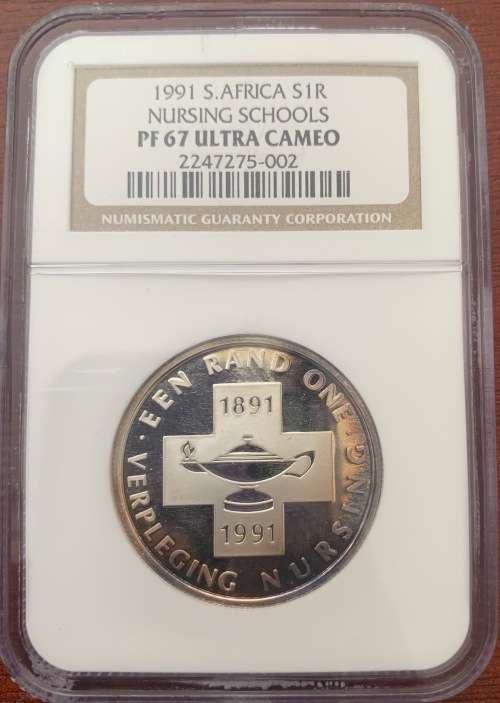 1991 S.AFRICA S1R
NURSING SCHOOLS
PF 67 ULTRA CAMEO
2247275-002
NUMISMATIC GUARANTY CORPORATION
· EEN RAND ONE ·
1891
1991
VERPLEGING NURSING